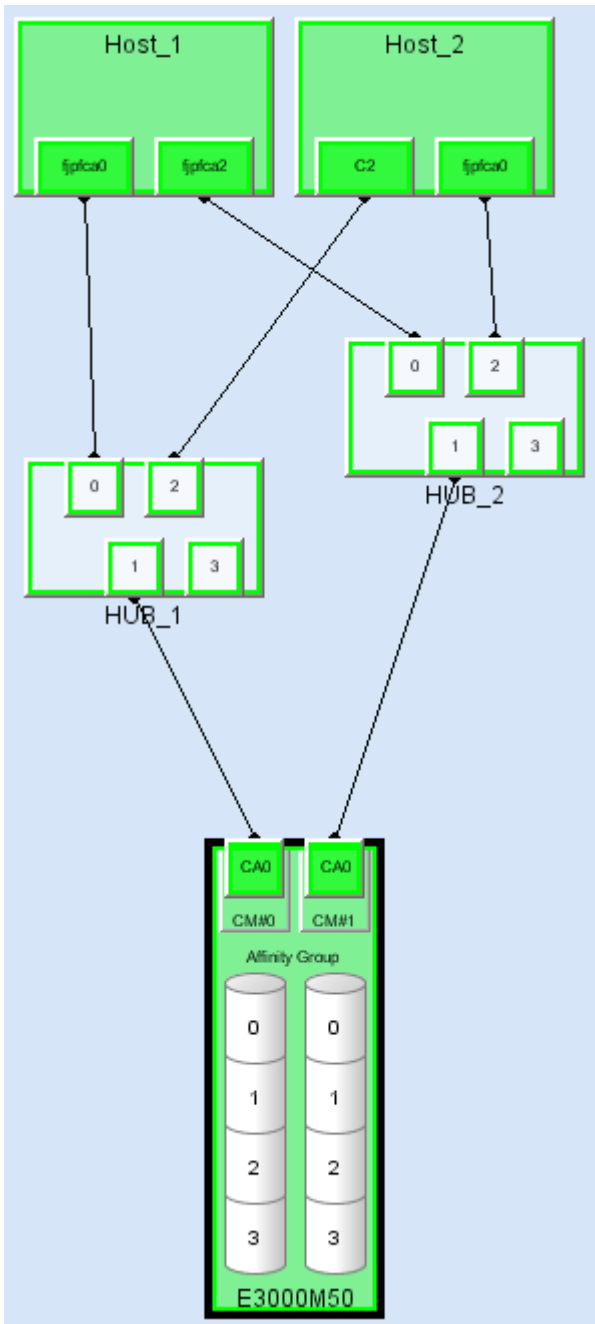 Host_1 Host_2
fjpfca0 fjpfca2 C2 fjpfca0
0 2
1 3
HUB_2
0 2
1 3
HUB_1
CA0 CA0
CM#0 CM#1
Affinity Group
0 0
1 1
2 2
3 3
E3000M50